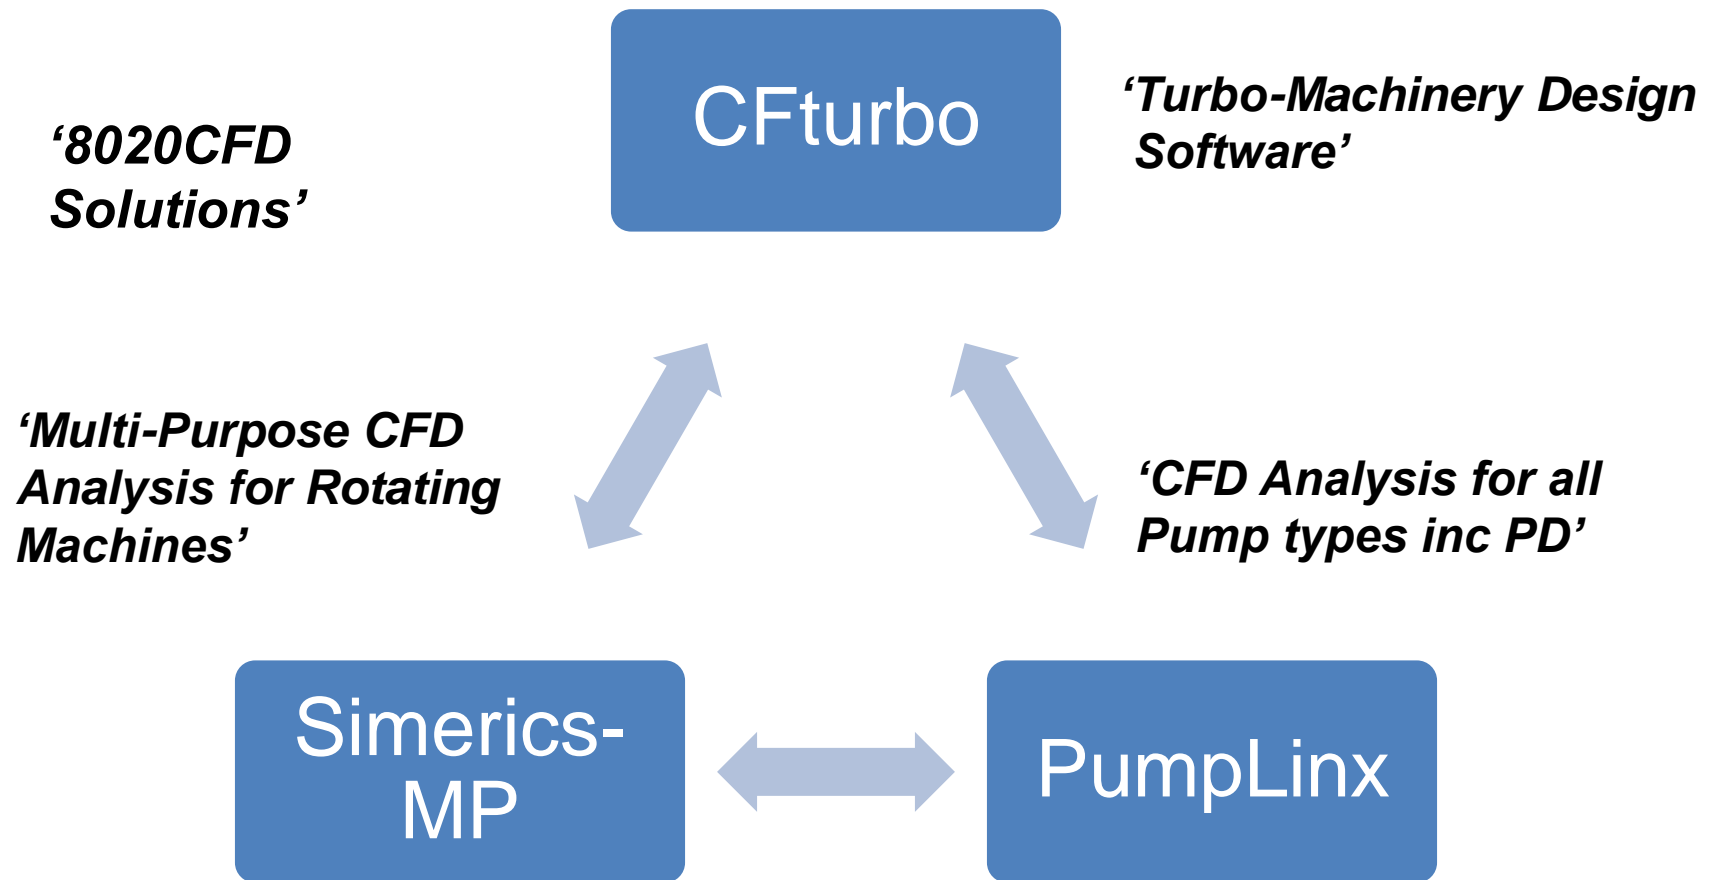 CFturbo
‘Turbo-Machinery Design
Software’
‘8020CFD
Solutions’
‘Multi-Purpose CFD
Analysis for Rotating
Machines’
‘CFD Analysis for all
Pump types inc PD’
Simerics-
MP
PumpLinx